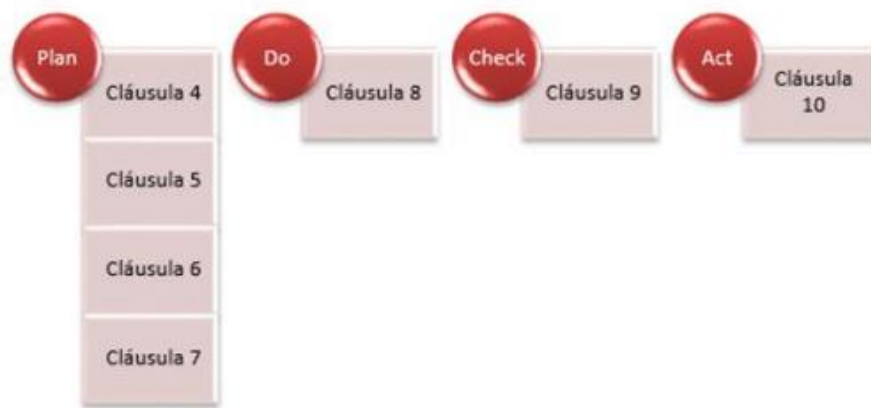 Plan
Cláusula 4
Cláusula 5
Cláusula 6
Cláusula 7
Do
Cláusula 8
Check
Cláusula 9
Act
Cláusula
10